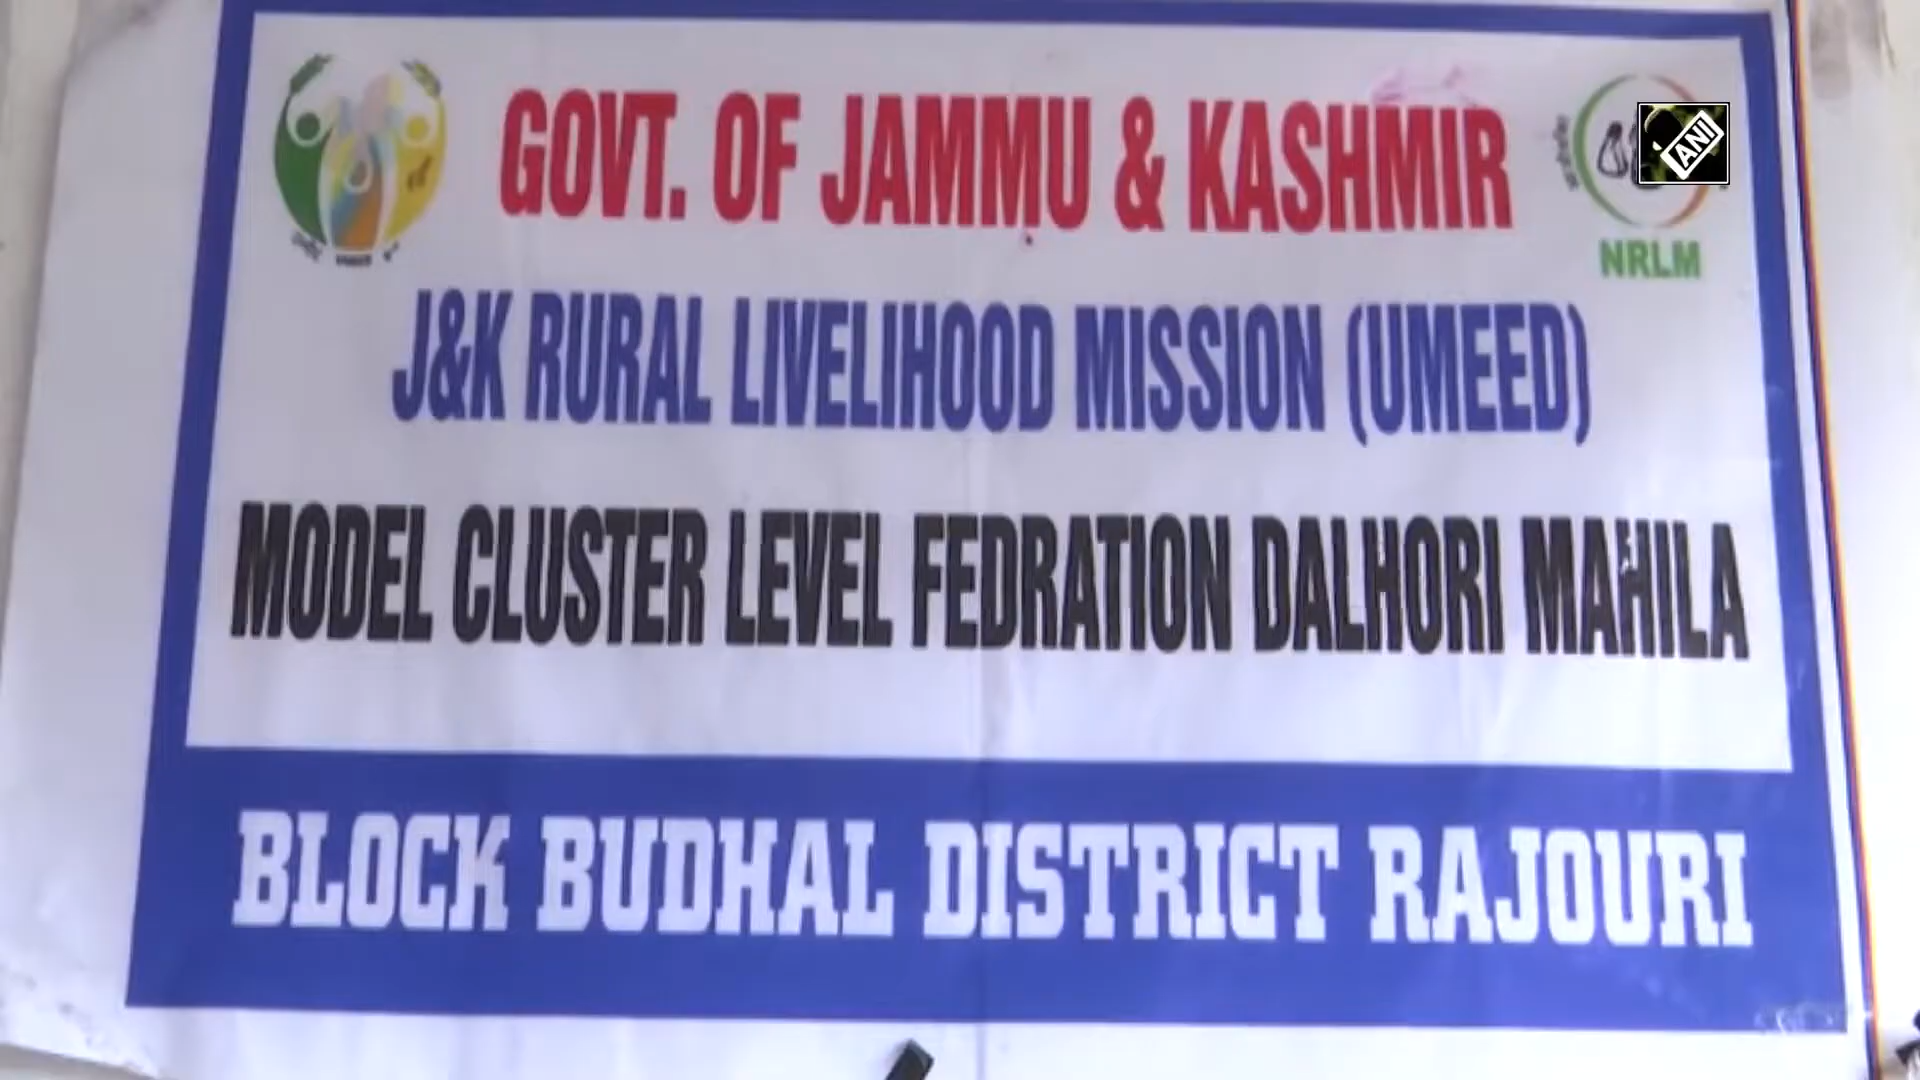 GOVT. OF JAMMU & KASHMIR
ANI
NRLM
J&K RURAL LIVELIHOOD MISSION (UMEED)
MODEL CLUSTER LEVEL FEDRATION DALHORI MAHILA
BLOCK BUDHAL DISTRICT RAJOURI